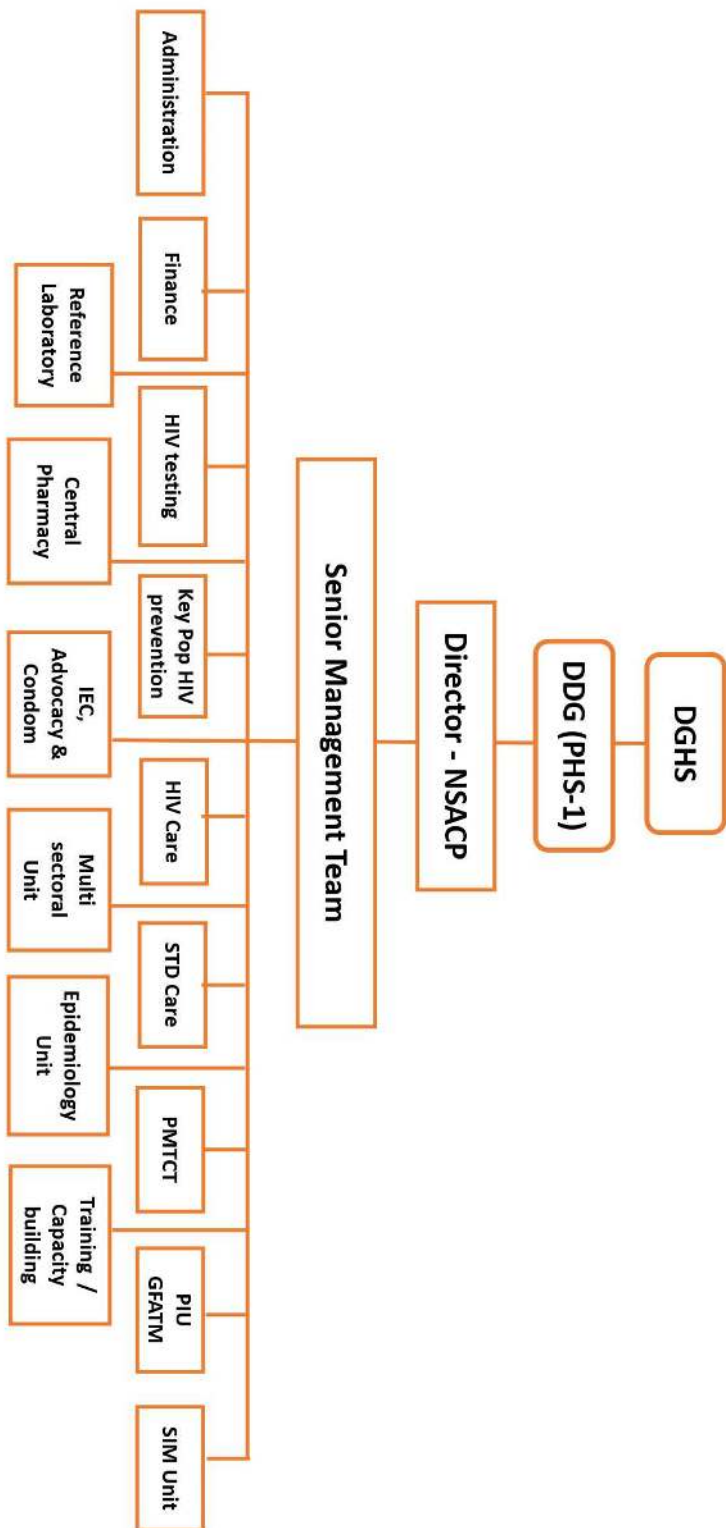 DGHS
DDG (PHS-1)
Director - NSACP
Senior Management Team
Administration
Finance
HIV testing
Key Pop HIV
prevention
HIV Care
STD Care
PMTCT
PIU
GFATM
SIM Unit
Reference
Laboratory
Central
Pharmacy
IEC,
Advocacy &
Condom
Multi
sectoral
Unit
Epidemiology
Unit
Training /
Capacity
building